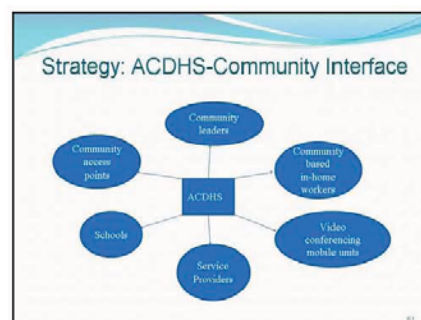 Strategy: ACDHS-Community Interface
Community
leaders
Community
access
points
Community
based
in-home
workers
ACDHS
Schools
Video
conferencing
mobile units
Service
Providers